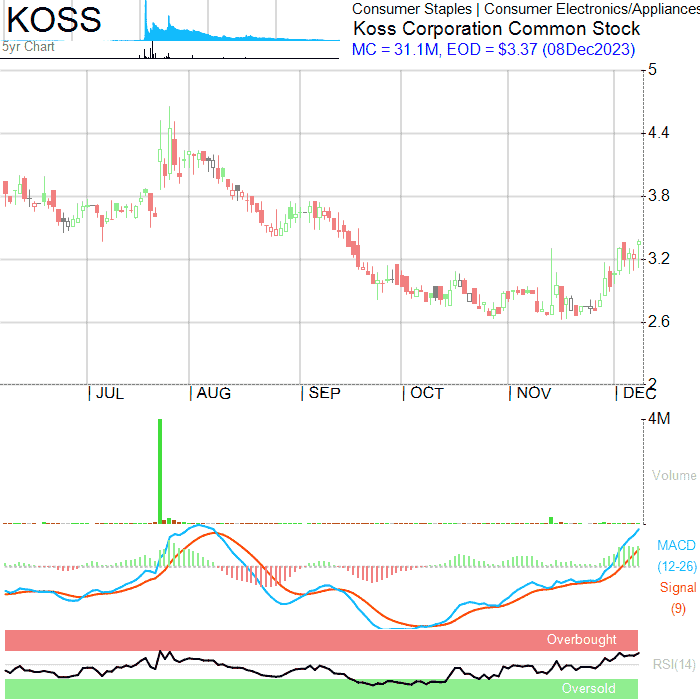 KOSS
5yr Chart
Consumer Staples | Consumer Electronics/Appliances
Koss Corporation Common Stock
MC = 31.1M, EOD = $3.37 (08Dec2023)
5
4.4
3.8
3.2
2.6
2
JUL AUG SEP OCT NOV DEC
4M
Volume
MACD
(12-26)
Signal
(9)
Overbought
RSI(14)
Oversold